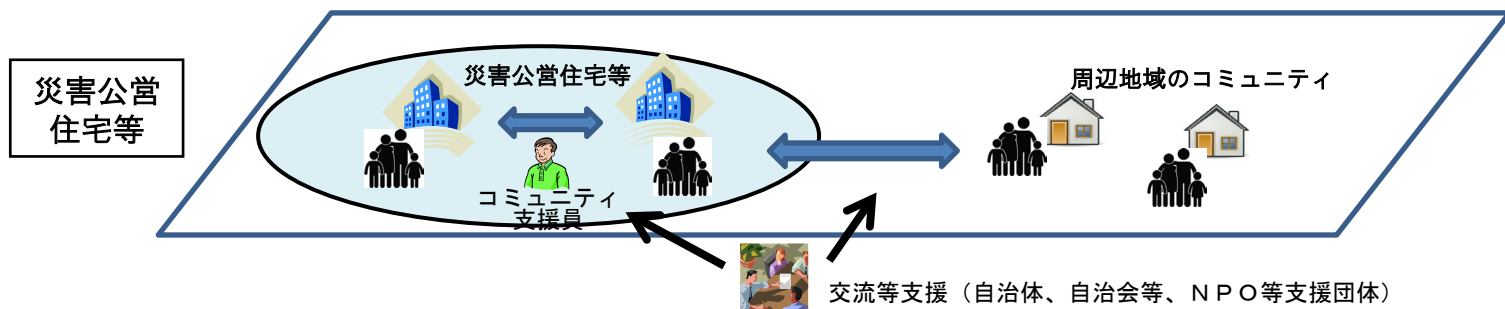 災害公営
住宅等
災害公営住宅等
コミュニティ
支援員
周辺地域のコミュニティ
交流等支援（自治体、自治会等、ＮＰＯ等支援団体）